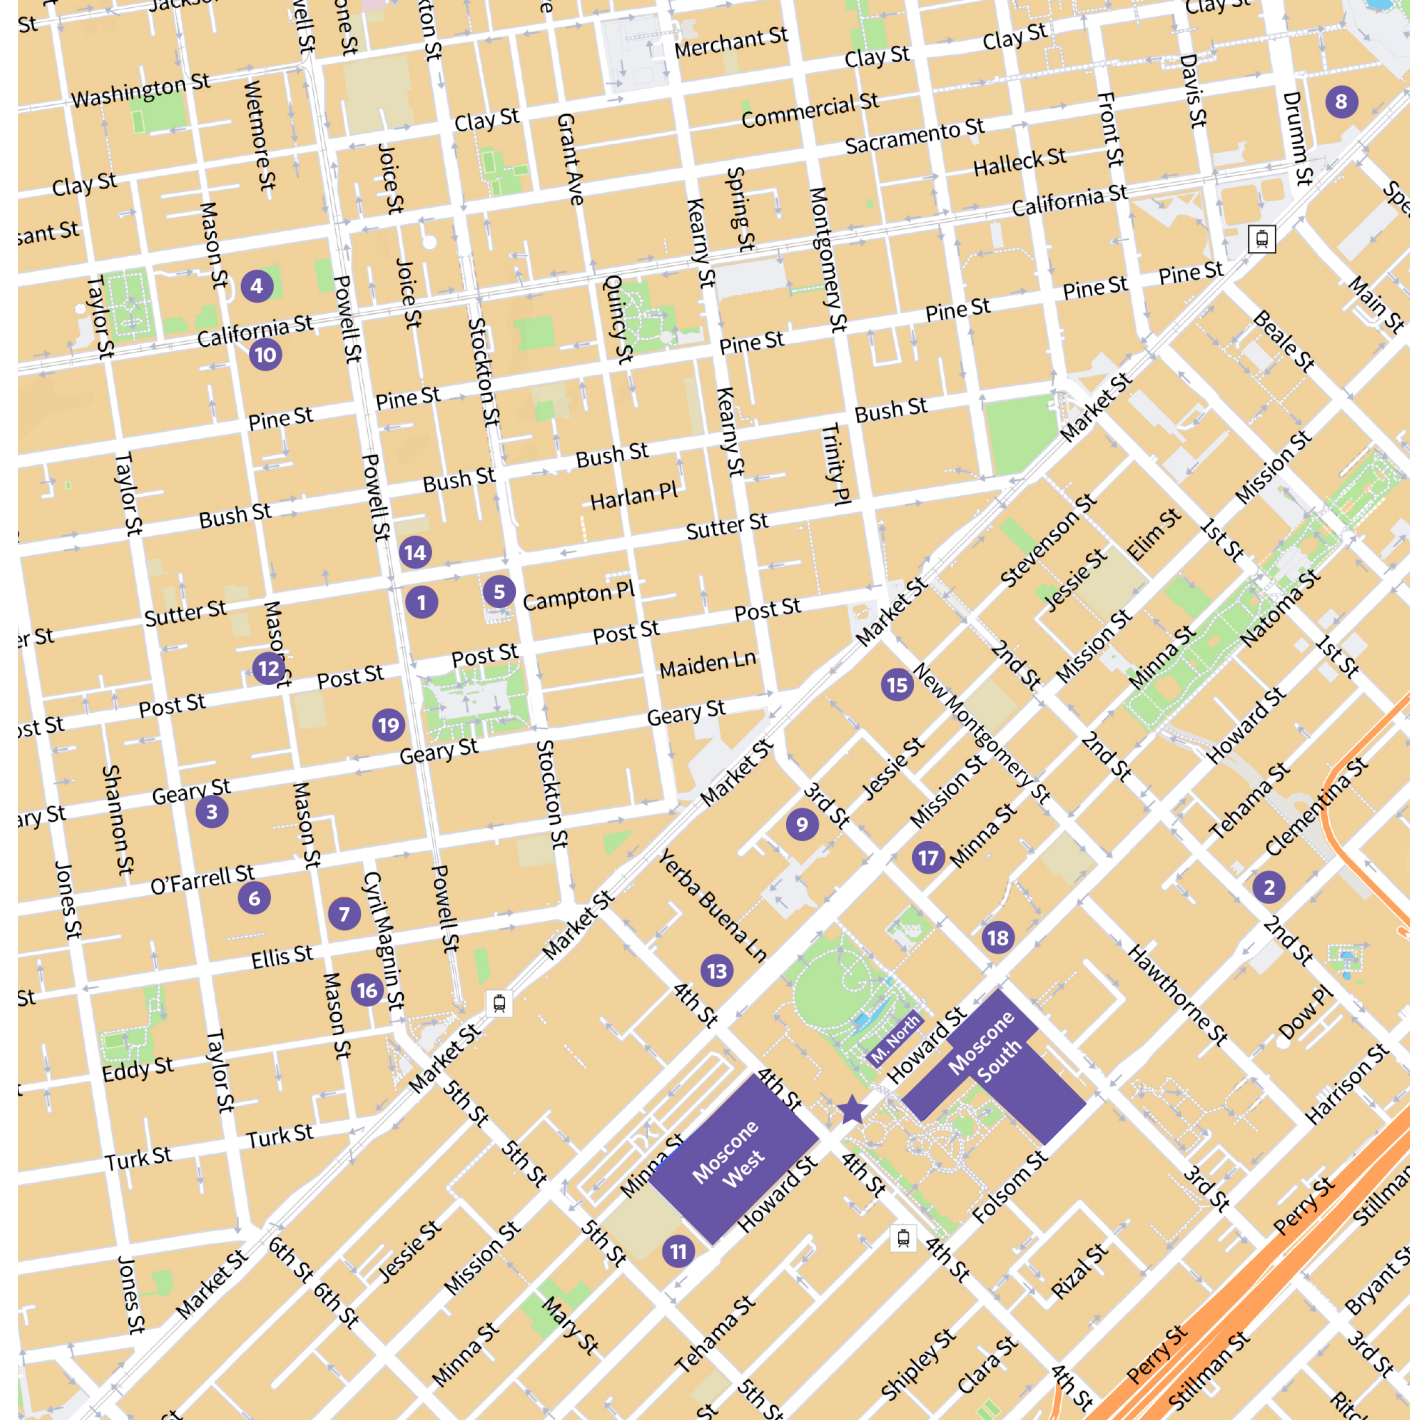 St
Clay St
Merchant St
Clay St
Clay St
Washington St
Wetmore St
Davis St
Front St
Drumm St
8
Commercial St
Clay St
Grant Ave
Sacramento St
Joice St
Halleck St
Clay St
Spring St
Montgomery St
California St
Mason St
Kearny St
4
Joice St
Powell St
Taylor St
Quincy St
Pine St
Pine St
Main St
Pine St
Beale St
California St
10
Stockton St
Pine St
Market St
Pine St
Pine St
Kearny St
Bush St
Trinity Pl
Mission St
Bush St
Bush St
Taylor St
Powell St
Harlan Pl
Bush St
Sutter St
Stevenson St
Elim St
1st St
14
Jessie St
Natoma St
1
5
Campton Pl
Market St
Sutter St
Mason St
Post St
Post St
Mission St
Minna St
1st St
Post St
Maiden Ln
2nd St
12
Post St
15
New Montgomery St
Post St
Geary St
Howard St
19
Geary St
2nd St
Market St
Jessie St
Mission St
Stockton St
Shannon St
Geary St
3
Mason St
3rd St
9
Minna St
Tehama St
Clementina St
17
O'Farrell St
6
7
Cyril Magnin St
Powell St
Yerba Buena Ln
2
Jones St
Market St
18
2nd St
Ellis St
13
Hawthorne St
16
Mason St
4th St
Dow Pl
M. North
Howard St
Moscone
South
Taylor St
Eddy St
Market St
5th St
4th St
Harrison St
Turk St
Turk St
5th St
Minna St
Moscone
West
Howard St
4th St
Folsom St
3rd St
Perry St
Stillman
5th St
11
Jessie St
Mission St
4th St
Rizal St
6th St
6th St
Market St
Jones St
Mary St
Minna St
Tehama St
Bryant St
Shipley St
Clara St
Perry St
Stillman St
3rd St
5th St
4th St